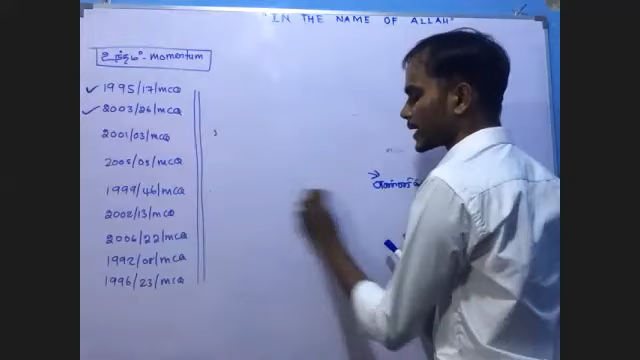 "IN THE NAME OF ALLAH"
உந்தம் - momentum
✓ 1995/17/MCQ
✓ 2003/26/MCQ
2001/03/MCQ
2005/05/MCQ
1999/46/MCQ
2002/13/MCQ
2006/22/MCQ
1992/08/MCQ
1996/23/MCQ